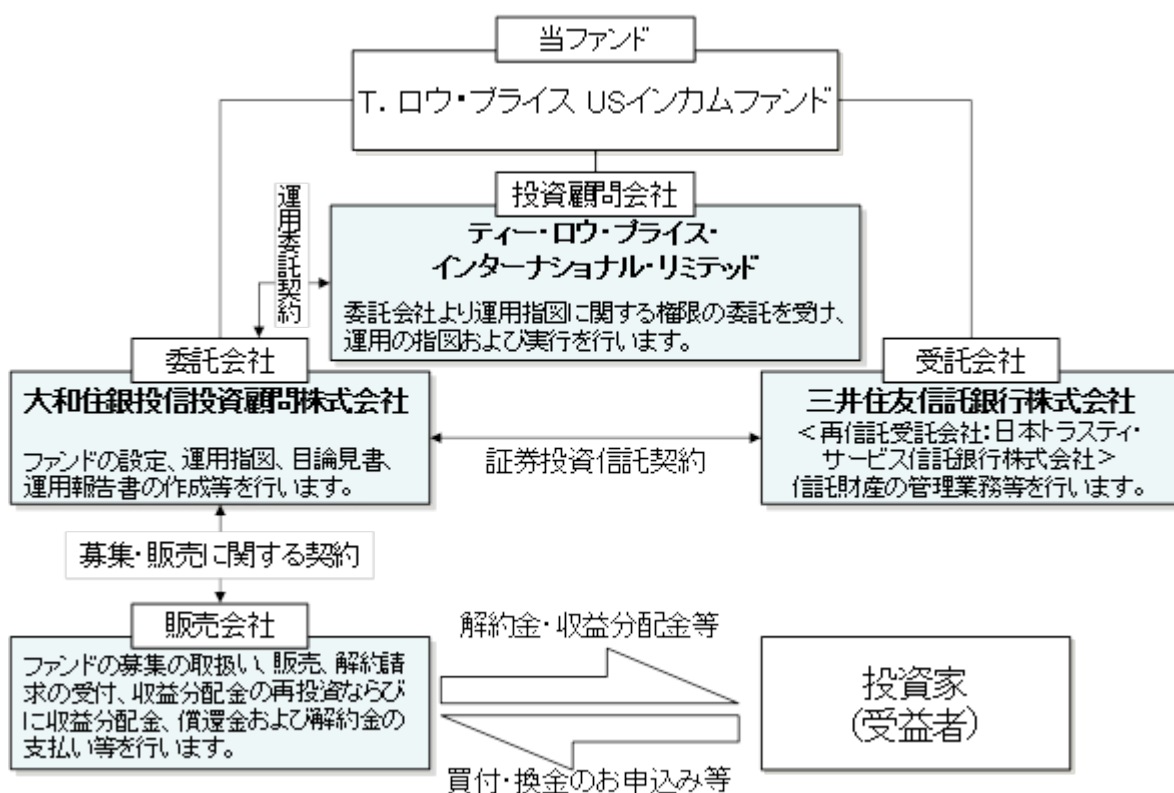 当ファンド
T. ロウ・プライス USインカムファンド
投資顧問会社
ティー・ロウ・プライス・
インターナショナル・リミテッド
委託会社より運用指図に関する権限の委託を受け、
運用の指図および実行を行います。
運用委託契約
委託会社
大和住銀投信投資顧問株式会社
ファンドの設定、運用指図、目論見書、
運用報告書の作成等を行います。
証券投資信託契約
受託会社
三井住友信託銀行株式会社
<再信託受託会社:日本トラスティ・
サービス信託銀行株式会社>
信託財産の管理業務等を行います。
募集・販売に関する契約
販売会社
ファンドの募集の取扱い、販売、解約請
求の受付、収益分配金の再投資ならび
に収益分配金、償還金および解約金の
支払い等を行います。
解約金・収益分配金等
買付・換金のお申込み等
投資家
(受益者)